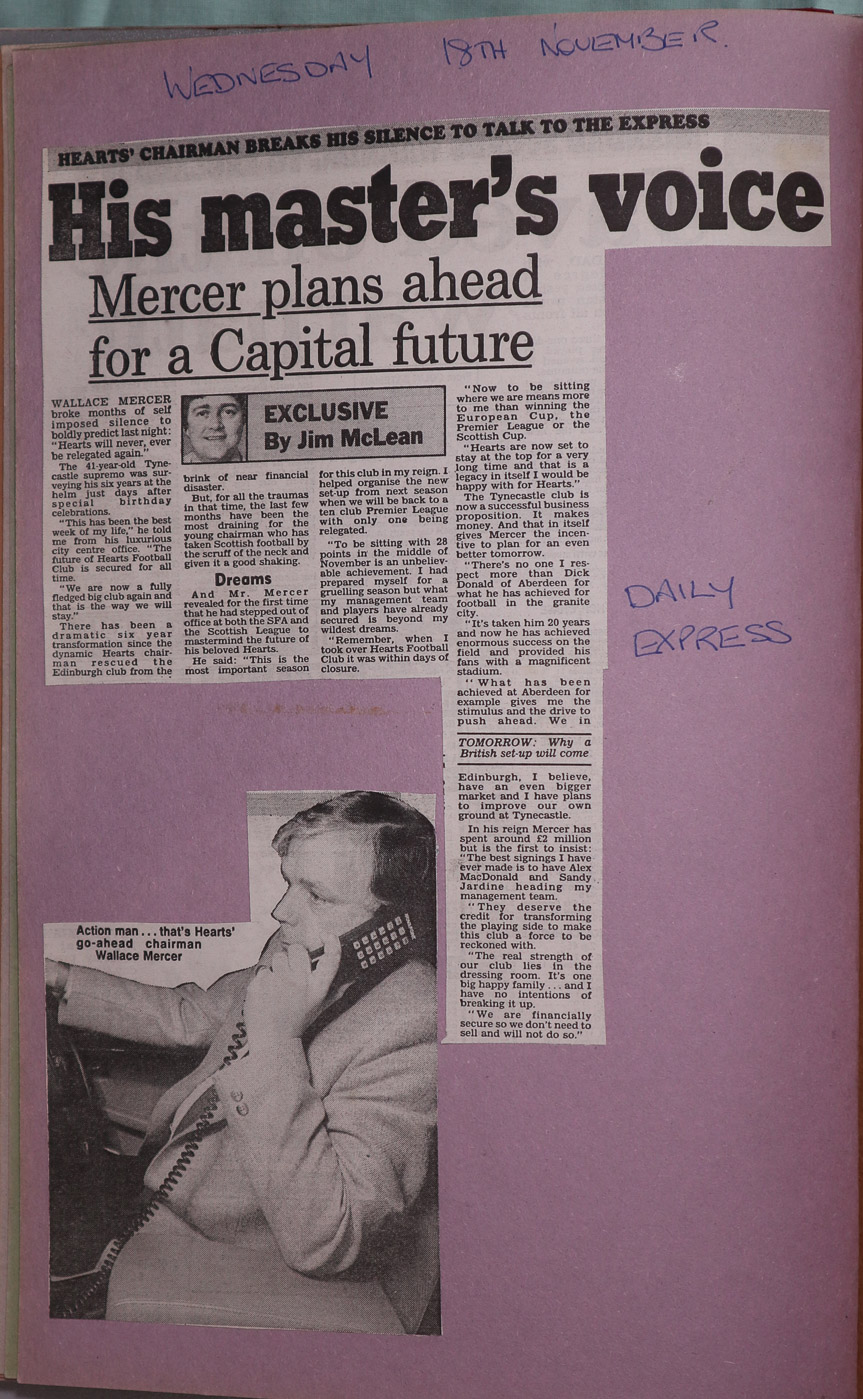 WEDNESDAY 18TH NOVEMBER.
HEARTS' CHAIRMAN BREAKS HIS SILENCE TO TALK TO THE EXPRESS
His master's voice
Mercer plans ahead
for a Capital future
WALLACE MERCER
broke months of self
imposed silence to
boldly predict last night:
"Hearts will never, ever
be relegated again."
The 41-year-old Tyne-
castle supremo was sur-
veying his six years at the
helm just days after
special birthday
celebrations.
"This has been the best
week of my life," he told
me from his luxurious
city centre office. "The
future of Hearts Football
Club is secured for all
time.
"We are now a fully
fledged big club again and
that is the way we will
stay."
There has been a
dramatic six year
transformation since the
dynamic Hearts chair-
man rescued the
Edinburgh club from the
EXCLUSIVE
By Jim McLean
brink of near financial
disaster.
But, for all the traumas
in that time, the last few
months have been the
most draining for the
young chairman who has
taken Scottish football by
the scruff of the neck and
given it a good shaking.
Dreams
And Mr. Mercer
revealed for the first time
that he had stepped out of
office at both the SFA and
the Scottish League to
mastermind the future of
his beloved Hearts.
He said: "This is the
most important season
for this club in my reign. I
helped organise the new
set-up from next season
when we will be back to a
ten club Premier League
with only one being
relegated.
"To be sitting with 28
points in the middle of
November is an unbeliev-
able achievement. I had
prepared myself for a
gruelling season but what
my management team
and players have already
secured is beyond my
wildest dreams.
"Remember, when I
took over Hearts Football
Club it was within days of
closure.
"Now to be sitting
where we are means more
to me than winning the
European Cup, the
Premier League or the
Scottish Cup.
"Hearts are now set to
stay at the top for a very
long time and that is a
legacy in itself I would be
happy with for Hearts."
The Tynecastle club is
now a successful business
proposition. It makes
money. And that in itself
gives Mercer the incen-
tive to plan for an even
better tomorrow.
"There's no one I res-
pect more than Dick
Donald of Aberdeen for
what he has achieved for
football in the granite
city.
"It's taken him 20 years
and now he has achieved
enormous success on the
field and provided his
fans with a magnificent
stadium.
"What has been
achieved at Aberdeen for
example gives me the
stimulus and the drive to
push ahead. We in
TOMORROW: Why a
British set-up will come
Edinburgh, I believe,
have an even bigger
market and I have plans
to improve our own
ground at Tynecastle.
In his reign Mercer has
spent around £2 million
but is the first to insist:
"The best signings I have
ever made is to have Alex
MacDonald and Sandy
Jardine heading my
management team.
"They deserve the
credit for transforming
the playing side to make
this club a force to be
reckoned with.
"The real strength of
our club lies in the
dressing room. It's one
big happy family . . . and I
have no intentions of
breaking it up.
"We are financially
secure so we don't need to
sell and will not do so."
DAILY
EXPRESS
Action man . . . that's Hearts'
go-ahead chairman
Wallace Mercer